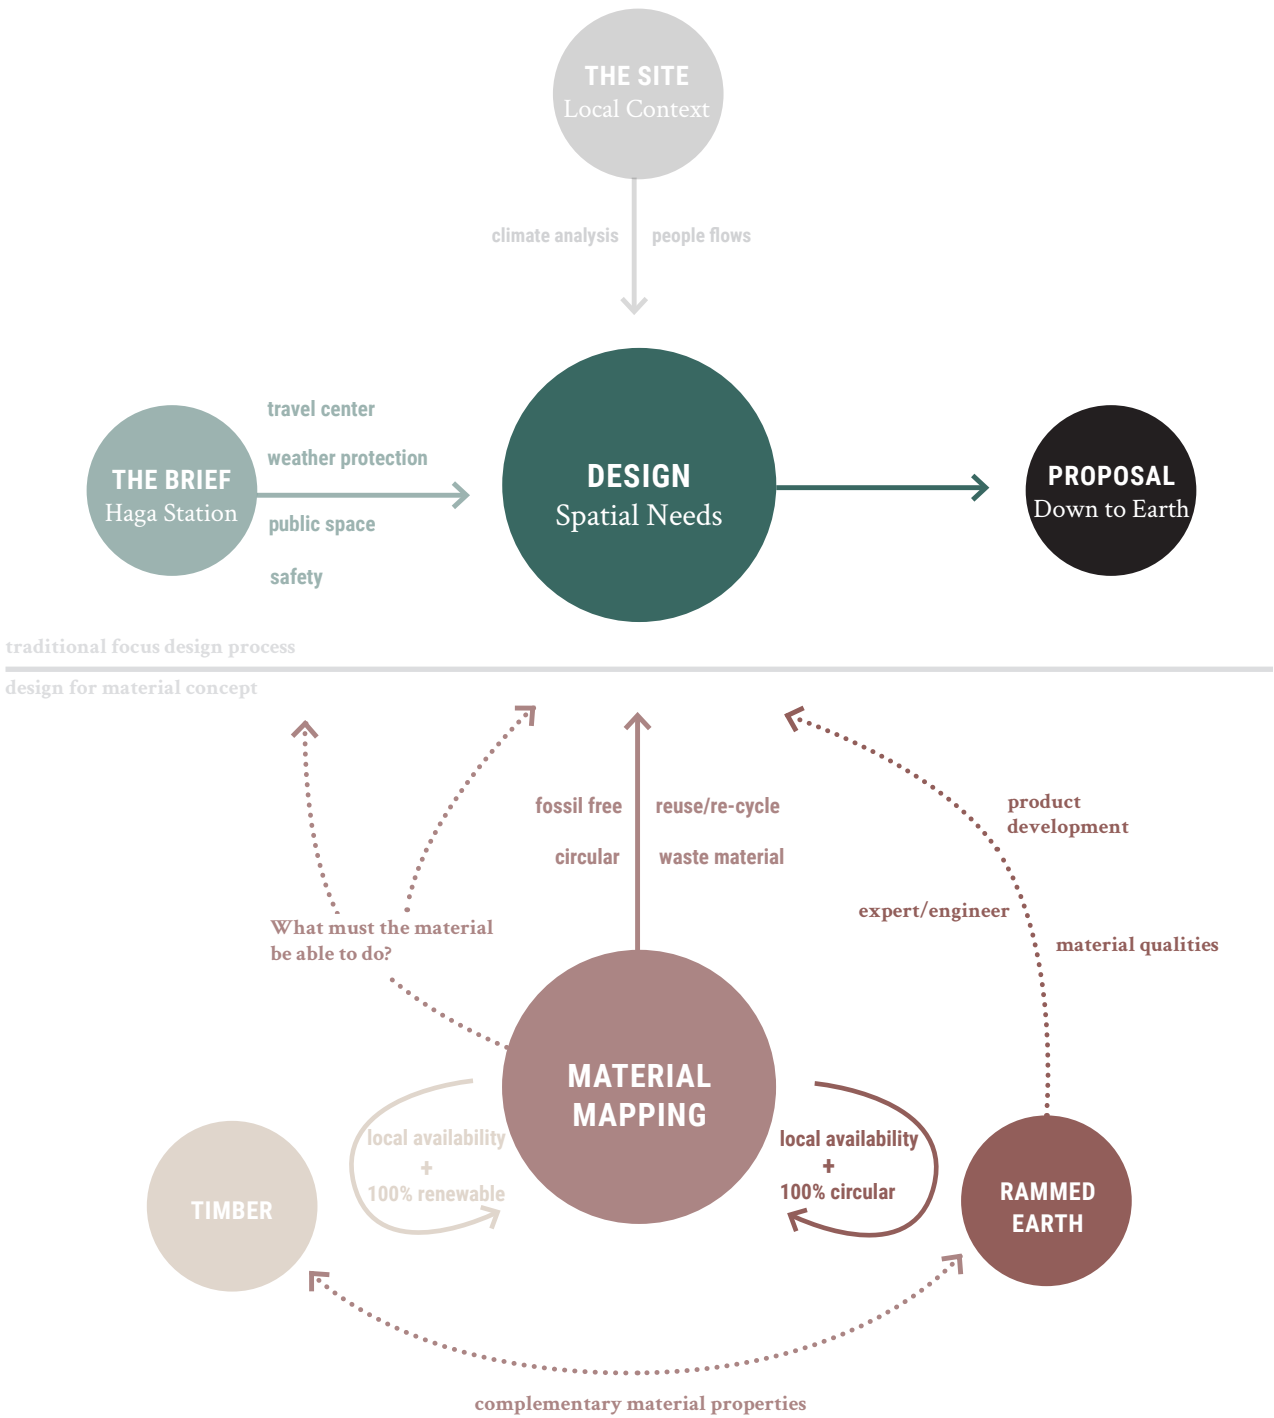 THE SITE
Local Context
climate analysis
people flows
travel center
weather protection
THE BRIEF
Haga Station
public space
safety
DESIGN
Spatial Needs
PROPOSAL
Down to Earth
traditional focus design process
design for material concept
fossil free
reuse/re-cycle
circular
waste material
product
development
expert/engineer
material qualities
What must the material
be able to do?
MATERIAL
MAPPING
local availability
+
100% renewable
TIMBER
local availability
+
100% circular
RAMMED
EARTH
complementary material properties